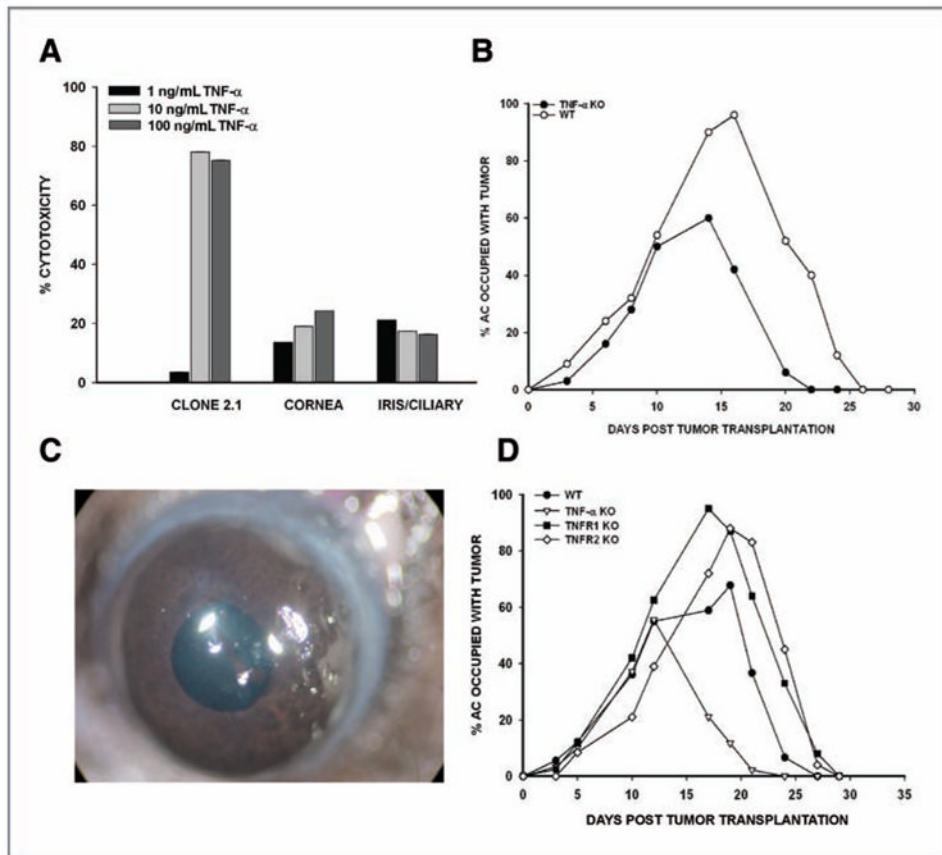 A
1 ng/mL TNF-α
10 ng/mL TNF-α
100 ng/mL TNF-α
% CYTOTOXICITY
100
80
60
40
20
0
CLONE 2.1 CORNEA IRIS/CILIARY
B
TNF-α KO
WT
% AC OCCUPIED WITH TUMOR
100
80
60
40
20
0
0 5 10 15 20 25 30
DAYS POST TUMOR TRANSPLANTATION
C
D
WT
TNF-α KO
TNFR1 KO
TNFR2 KO
% AC OCCUPIED WITH TUMOR
100
80
60
40
20
0
0 5 10 15 20 25 30 35
DAYS POST TUMOR TRANSPLANTATION